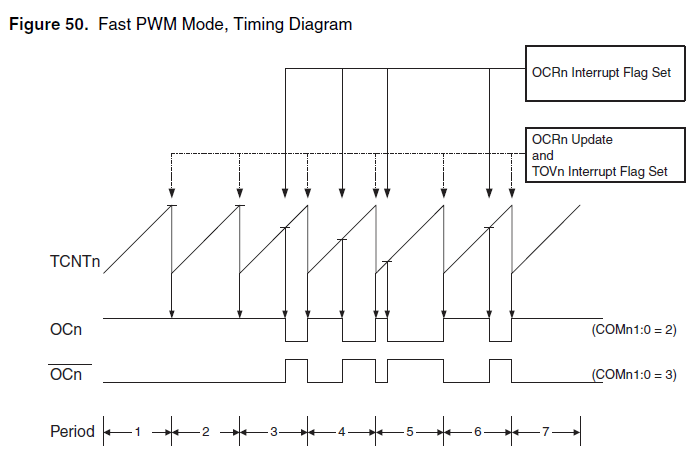 Figure 50. Fast PWM Mode, Timing Diagram
OCRn Interrupt Flag Set
OCRn Update
and
TOVn Interrupt Flag Set
TCNTn
OCn
(COMn1:0 = 2)
OCn
(COMn1:0 = 3)
Period 1 2 3 4 5 6 7